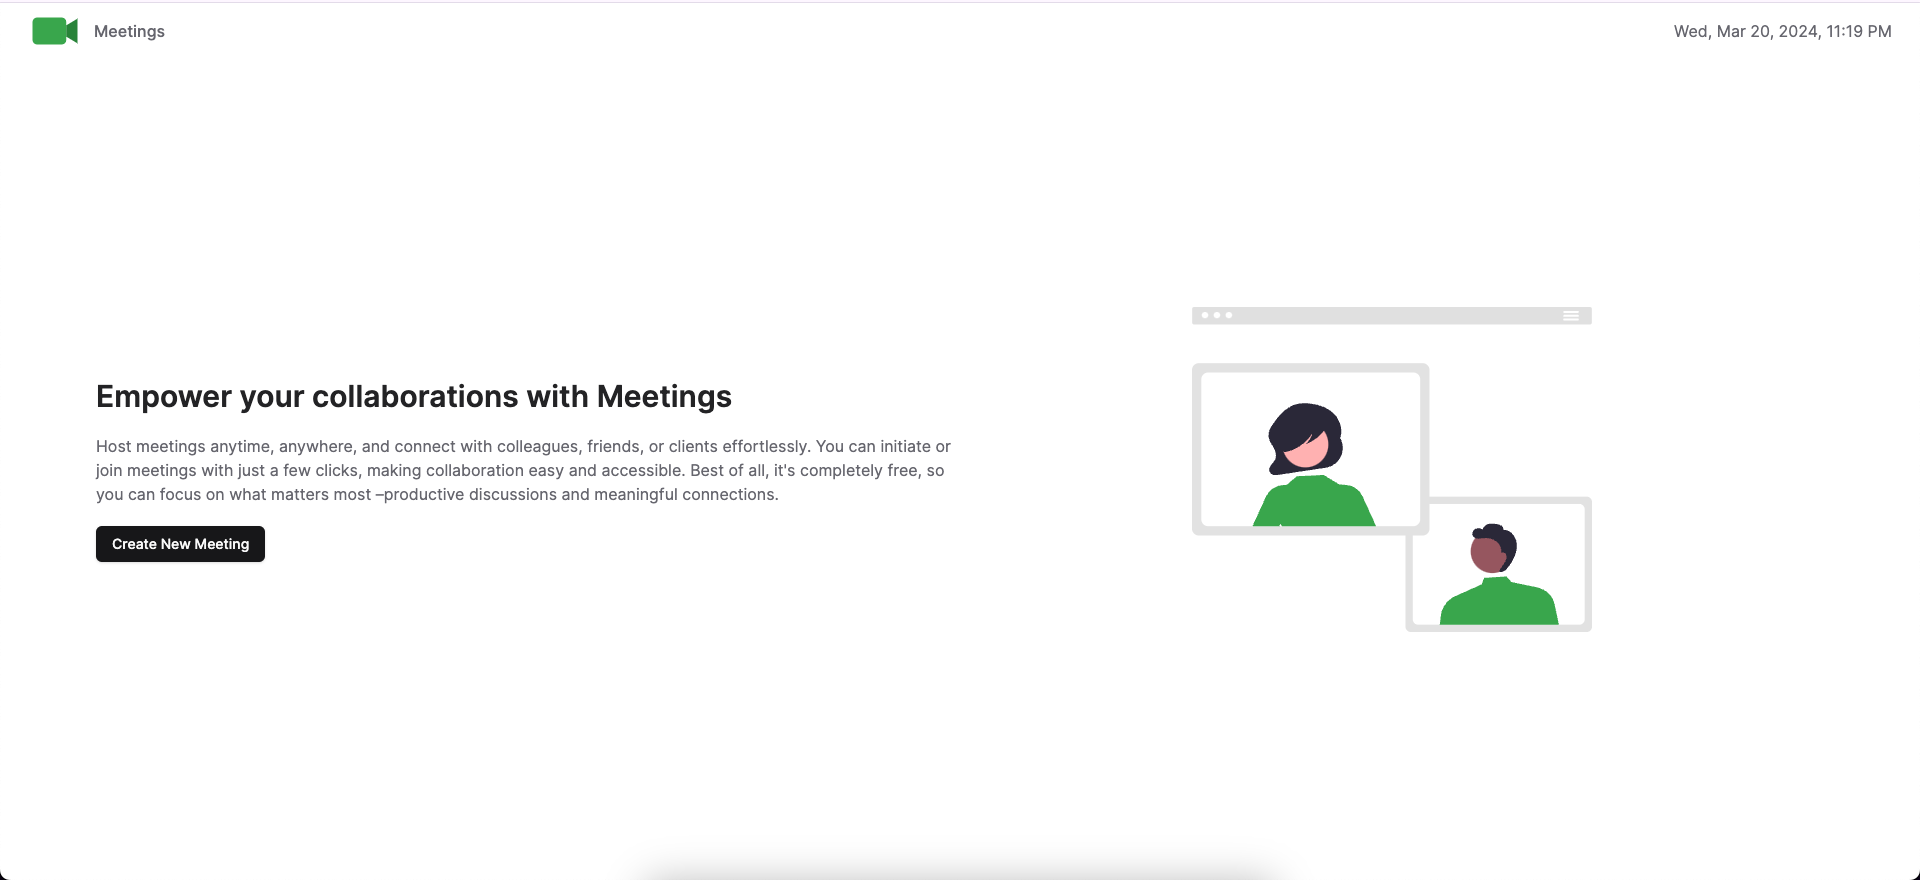 Meetings
Wed, Mar 20, 2024, 11:19 PM
Empower your collaborations with Meetings
Host meetings anytime, anywhere, and connect with colleagues, friends, or clients effortlessly. You can initiate or
join meetings with just a few clicks, making collaboration easy and accessible. Best of all, it's completely free, so
you can focus on what matters most –productive discussions and meaningful connections.
Create New Meeting